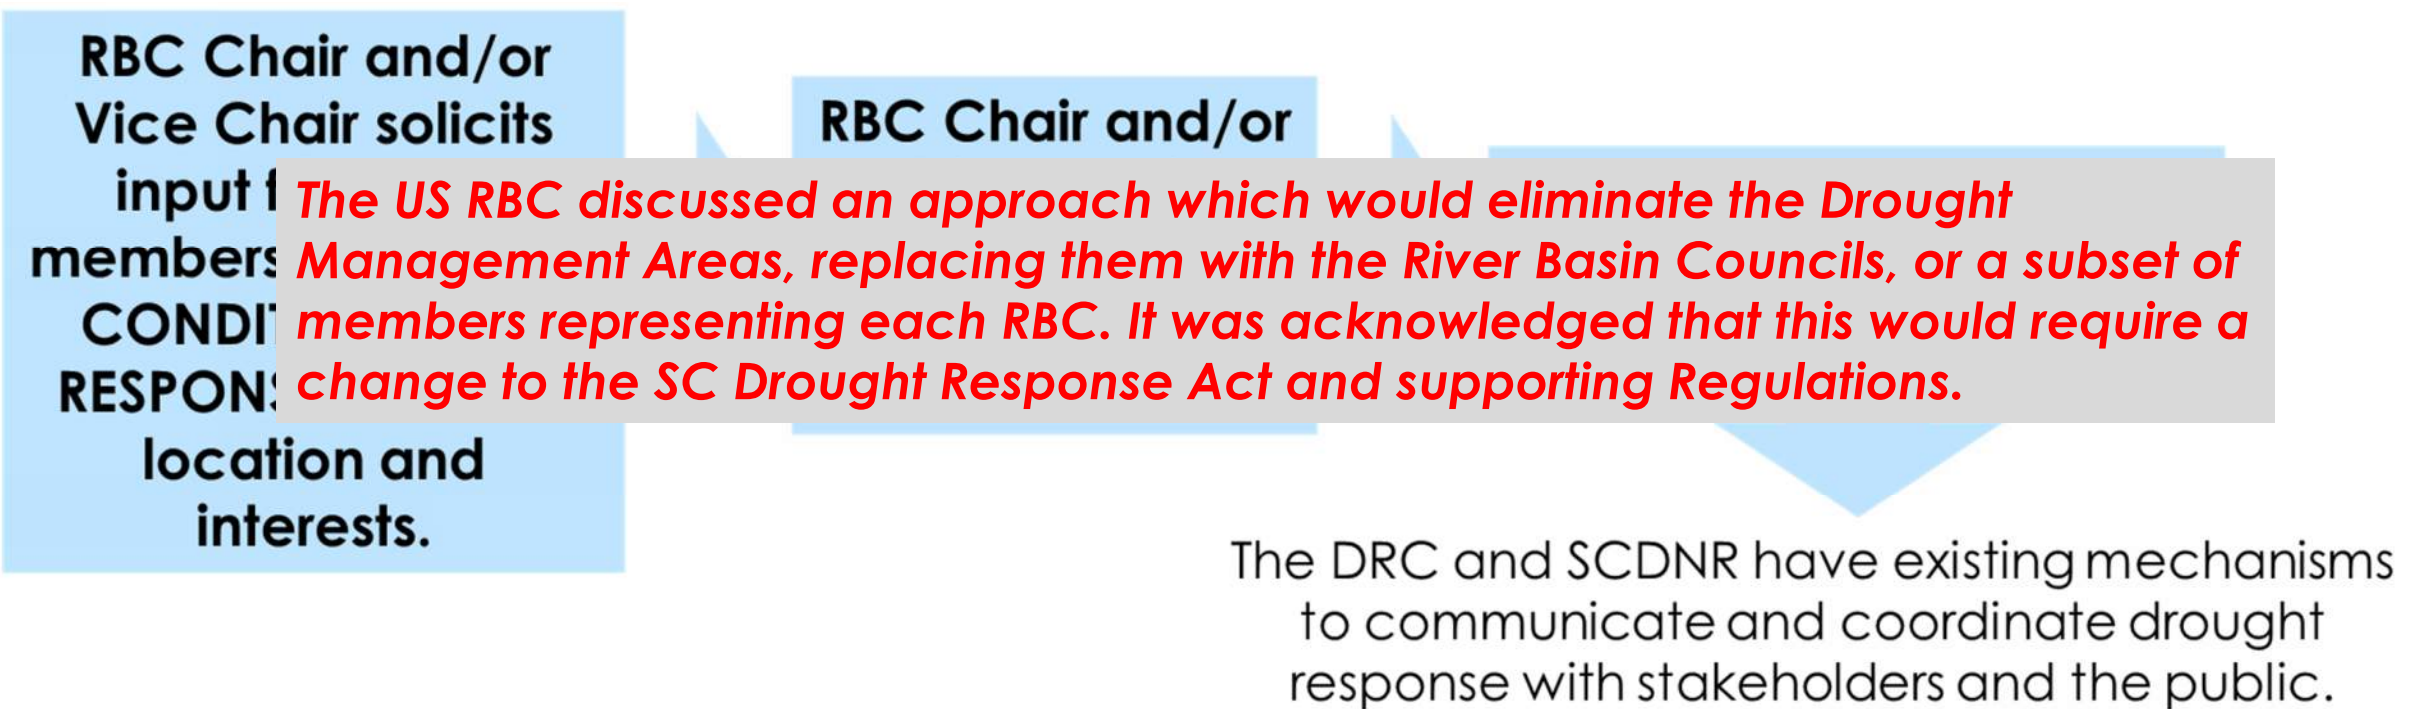 RBC Chair and/or
Vice Chair solicits
input
members
location and
interests.
RBC Chair and/or
The US RBC discussed an approach which would eliminate the Drought
Management Areas, replacing them with the River Basin Councils, or a subset of
members representing each RBC. It was acknowledged that this would require a
change to the SC Drought Response Act and supporting Regulations.
The DRC and SCDNR have existing mechanisms
to communicate and coordinate drought
response with stakeholders and the public.